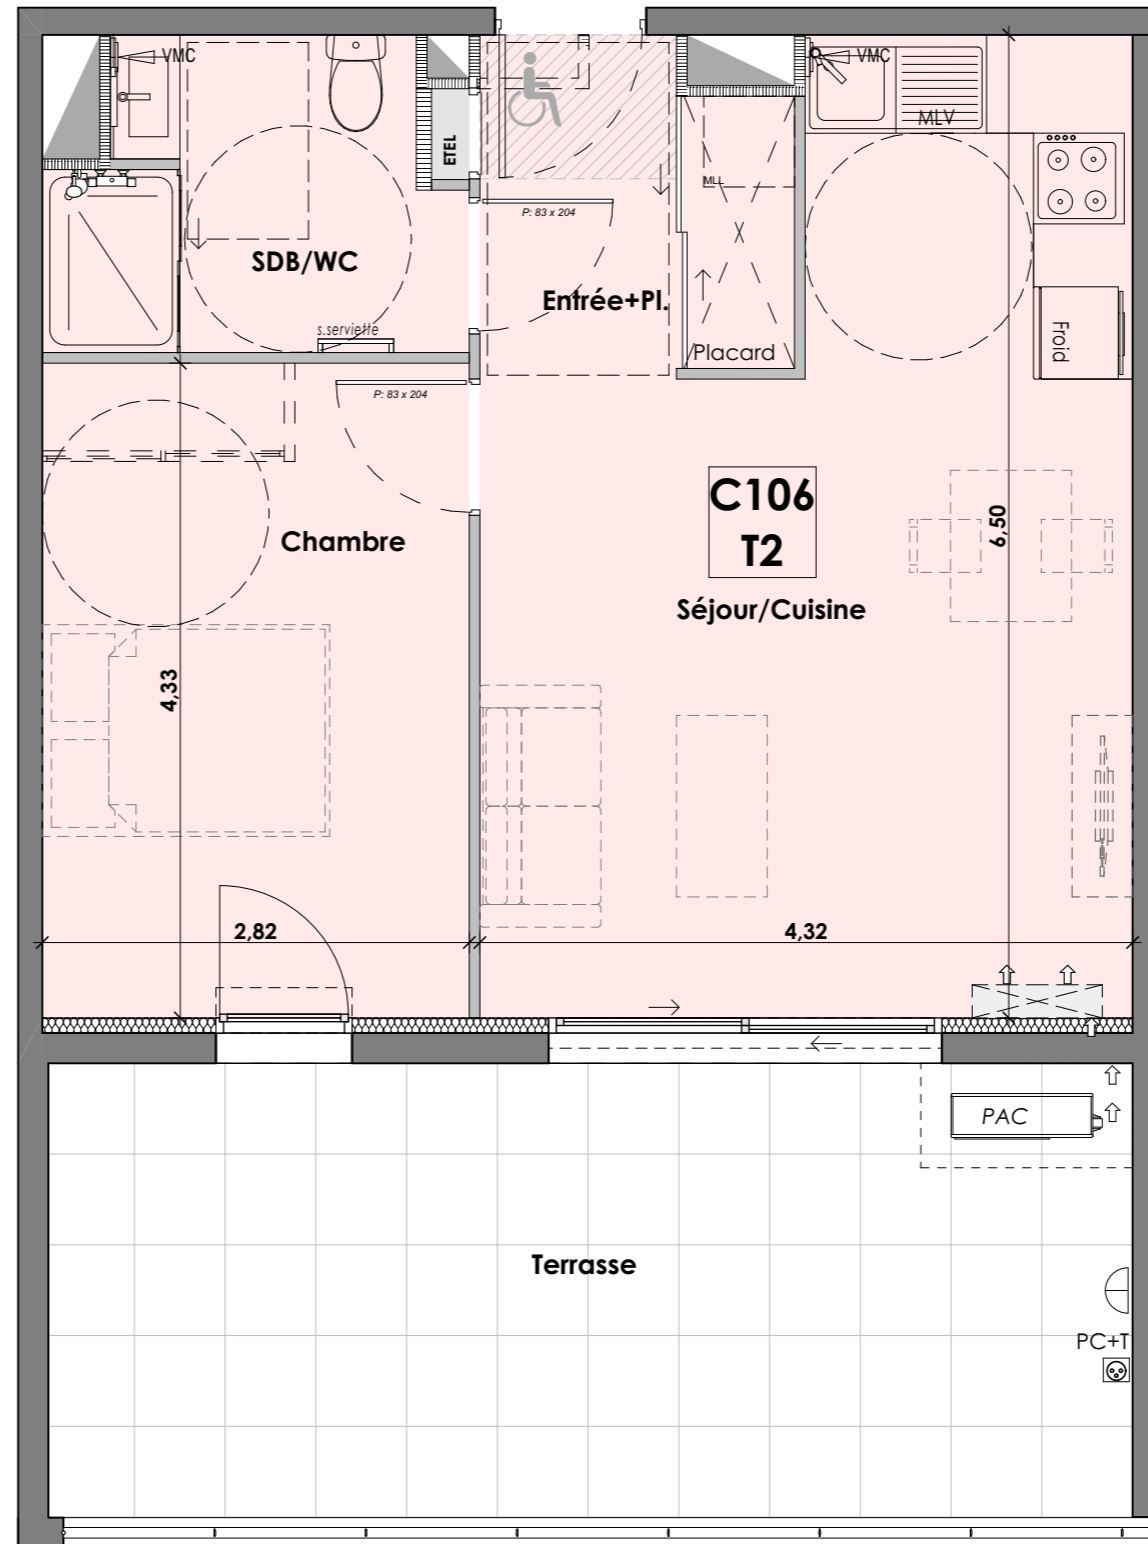 VMC
VMC
MLV
ETEL
MLL
P: 83 x 204
SDB/WC
Entrée+Pl.
s.serviette
Placard
Froid
P: 83 x 204
C106
T2
Chambre
6,50
Séjour/Cuisine
4,33
2,82
4,32
PAC
Terrasse
PC+T